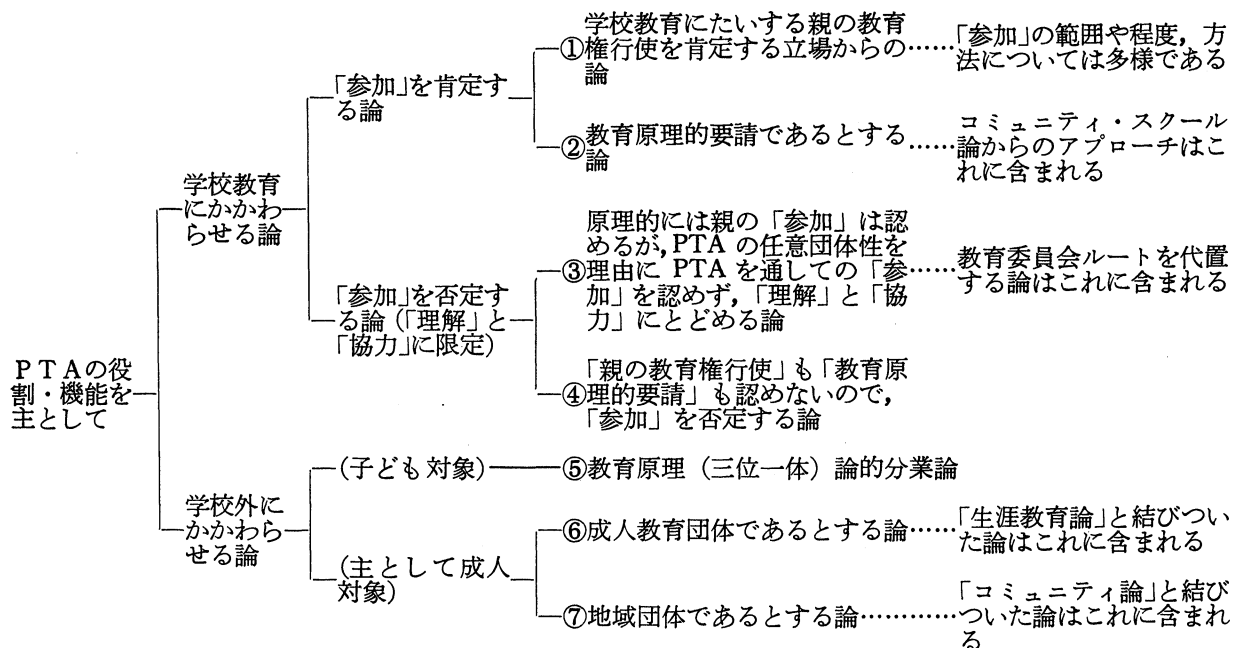 PTAの役
割・機能を
主として
学校教育
にかかわ
らせる論
「参加」を肯定す
る論
①学校教育にたいする親の教育
権行使を肯定する立場からの
論
……「参加」の範囲や程度，方
法については多様である
②教育原理的要請であるとする
論
……コミュニティ・スクール
論からのアプローチはこ
れに含まれる
「参加」を否定す
る論（「理解」と
「協力」に限定）
③原理的には親の「参加」は認
めるが，PTAの任意団体性を
理由にPTAを通しての「参
加」を認めず，「理解」と「協
力」にとどめる論
……教育委員会ルートを代置
する論はこれに含まれる
④「親の教育権行使」も「教育原
理的要請」も認めないので，
「参加」を否定する論
学校外に
かかわら
せる論
（子ども対象）
⑤教育原理（三位一体）論的分業論
（主として成人
対象）
⑥成人教育団体であるとする論
……「生涯教育論」と結びつい
た論はこれに含まれる
⑦地域団体であるとする論
…………「コミュニティ論」と結び
ついた論はこれに含まれ
る